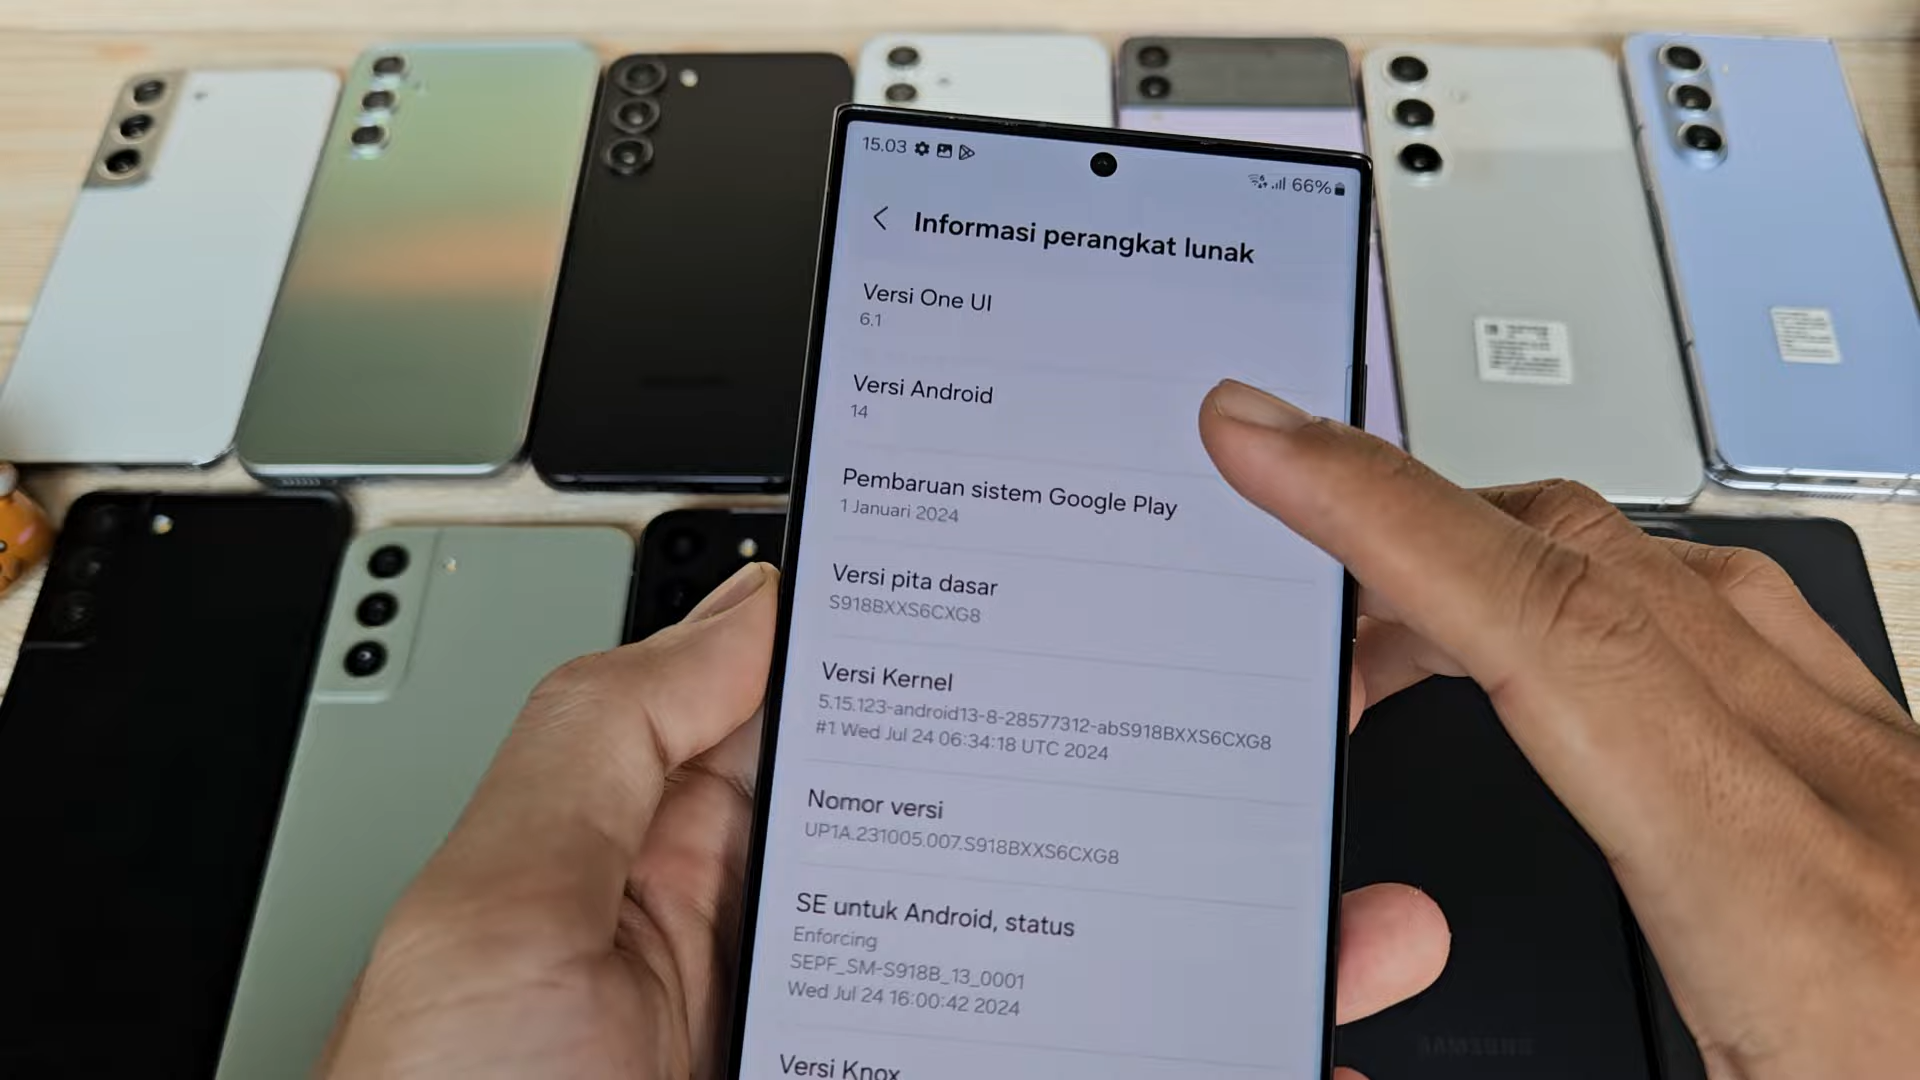 15.03
66%
Informasi perangkat lunak
Versi One UI
6.1
Versi Android
14
Pembaruan sistem Google Play
1 Januari 2024
Versi pita dasar
S918BXXS6CXG8
Versi Kernel
5.15.123-android13-8-28577312-abS918BXXS6CXG8
#1 Wed Jul 24 06:34:18 UTC 2024
Nomor versi
UP1A.231005.007.S918BXXS6CXG8
SE untuk Android, status
Enforcing
SEPF_SM-S918B_13_0001
Wed Jul 24 16:00:42 2024
Versi Knox
SAMSUNG